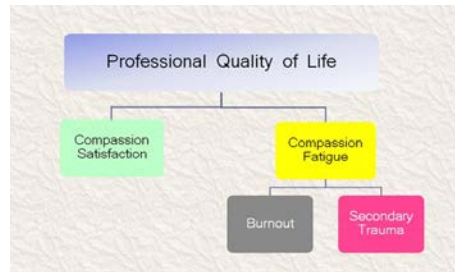 Professional Quality of Life
Compassion
Satisfaction
Compassion
Fatigue
Burnout
Secondary
Trauma